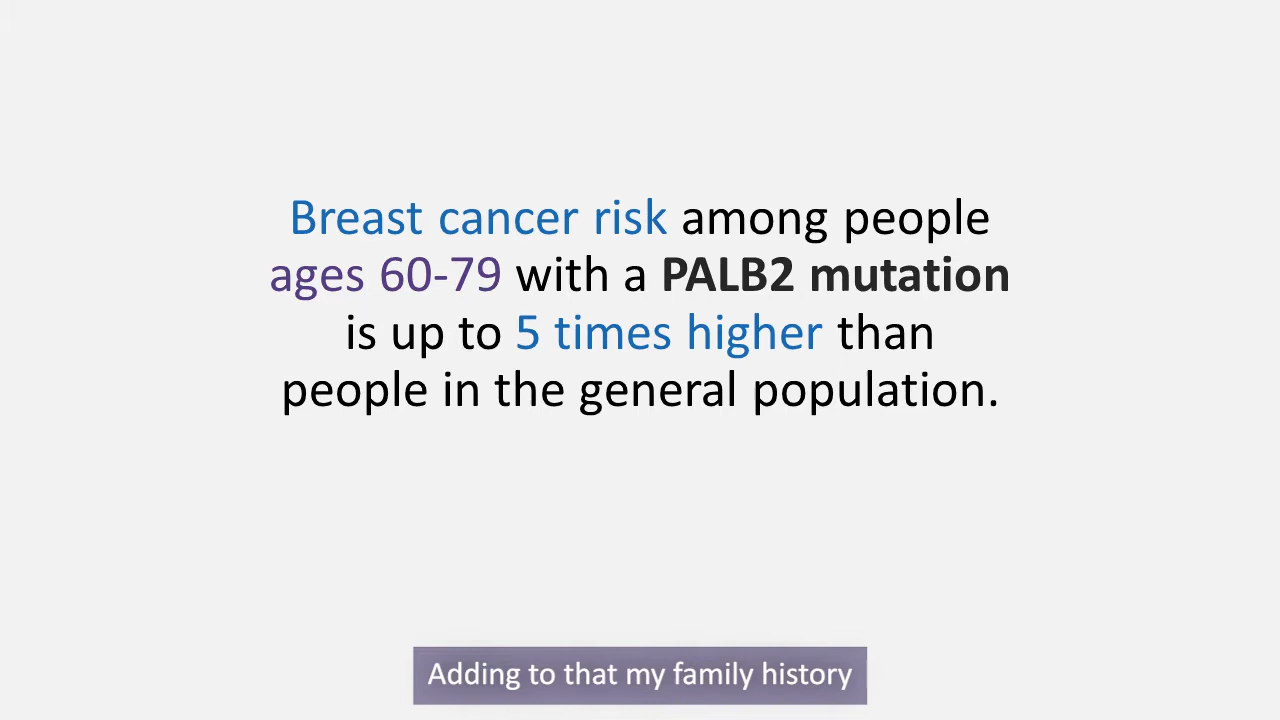 Breast cancer risk among people
ages 60-79 with a PALB2 mutation
is up to 5 times higher than
people in the general population.
Adding to that my family history